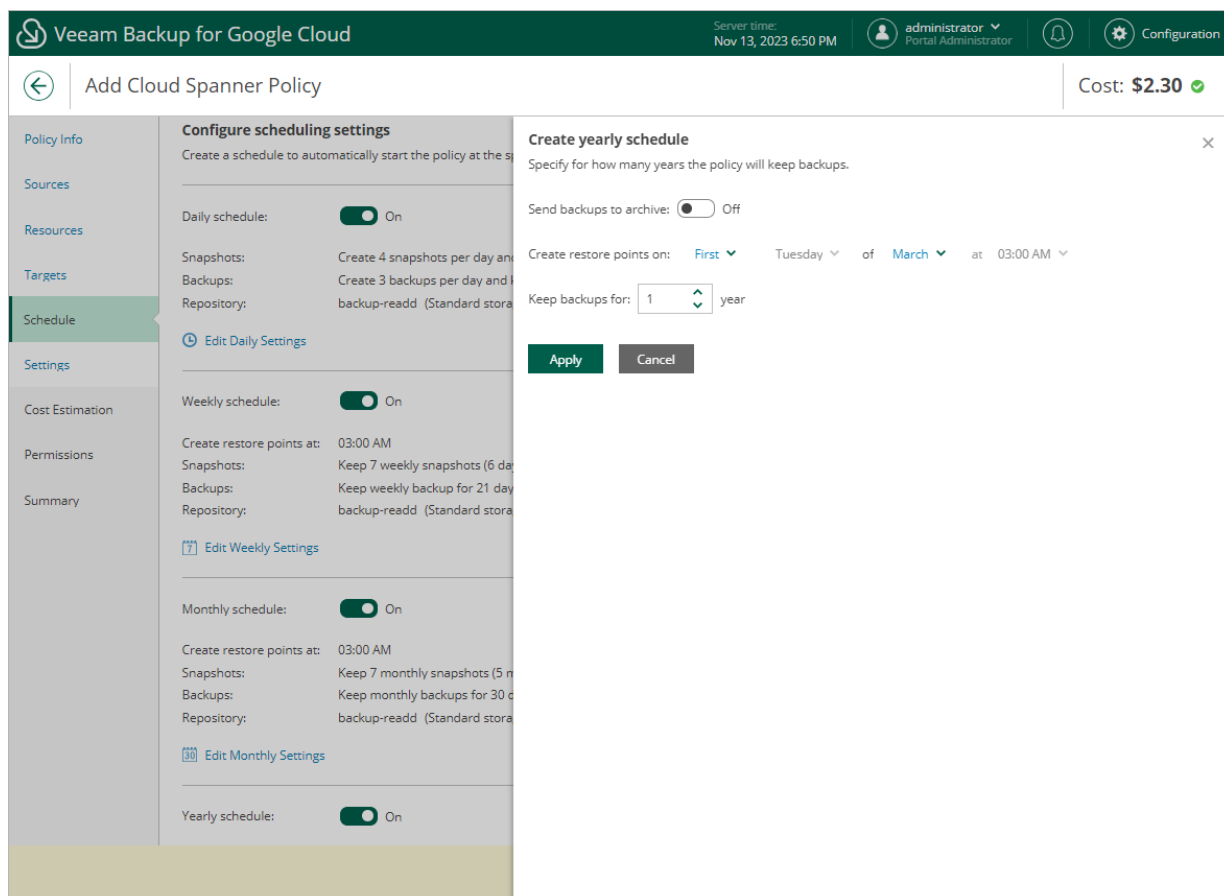 Veeam Backup for Google Cloud
Server time:
Nov 13, 2023 6:50 PM
administrator
Portal Administrator
Configuration
Add Cloud Spanner Policy
Cost: $2.30
Policy Info
Sources
Resources
Targets
Schedule
Settings
Cost Estimation
Permissions
Summary
Configure scheduling settings
Create a schedule to automatically start the policy at the sp
Daily schedule: On
Snapshots: Create 4 snapshots per day and
Backups: Create 3 backups per day and k
Repository: backup-readd (Standard stora
Edit Daily Settings
Weekly schedule: On
Create restore points at: 03:00 AM
Snapshots: Keep 7 weekly snapshots (6 day
Backups: Keep weekly backup for 21 day
Repository: backup-readd (Standard stora
7 Edit Weekly Settings
Monthly schedule: On
Create restore points at: 03:00 AM
Snapshots: Keep 7 monthly snapshots (5 m
Backups: Keep monthly backups for 30 d
Repository: backup-readd (Standard stora
30 Edit Monthly Settings
Yearly schedule: On
Create yearly schedule
Specify for how many years the policy will keep backups.
Send backups to archive: Off
Create restore points on: First Tuesday of March at 03:00 AM
Keep backups for: 1 year
Apply Cancel